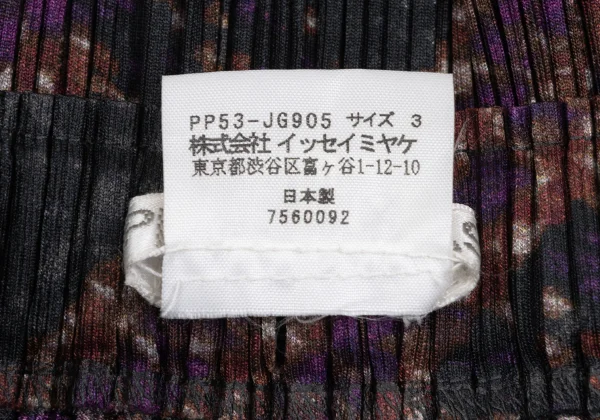 PP53-JG905 サイズ 3
株式会社 イッセイミヤケ
東京都渋谷区富ヶ谷1-12-10
日本製
7560092